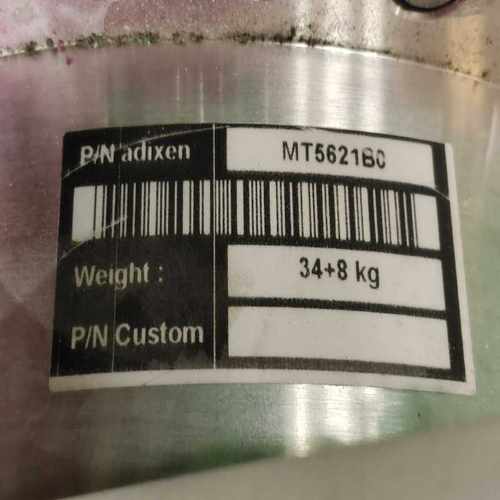 P/N adixen MT5621B0
Weight : 34+8 kg
P/N Custom